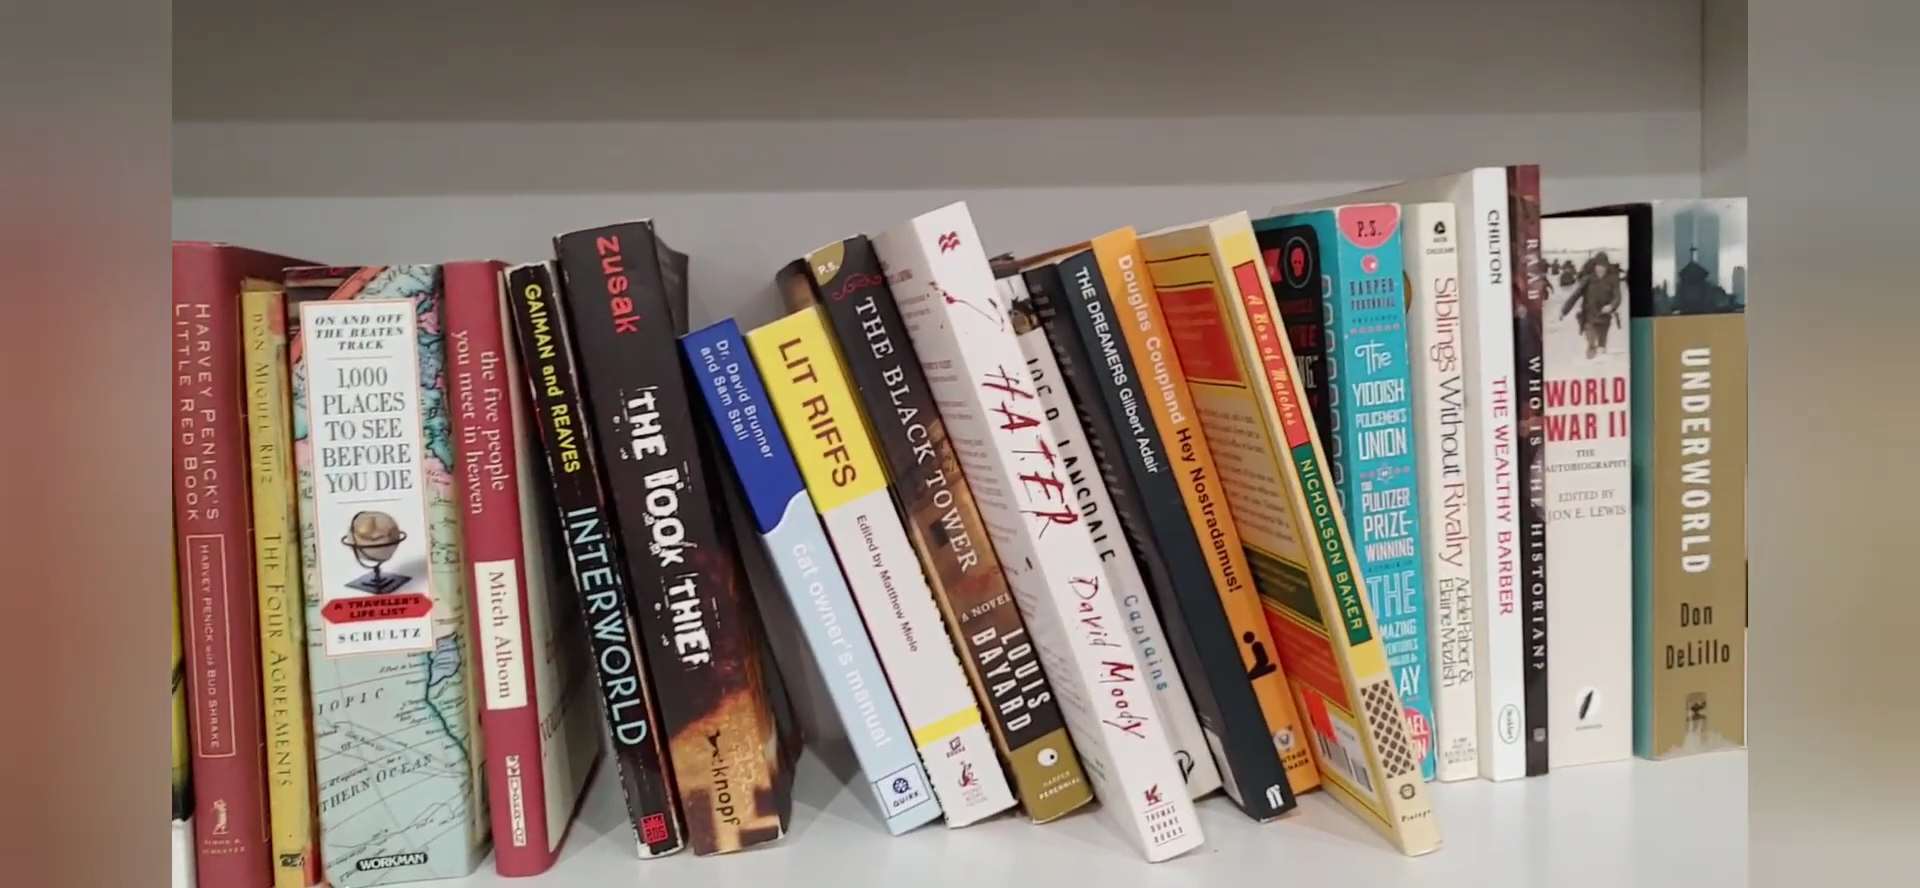 HARVEY PENICK'S
LITTLE RED BOOK
HARVEY PENICK WITH BUD SHRAKE
DON MIGUEL RUIZ
THE FOUR AGREEMENTS
ON AND OFF
THE BEATEN
TRACK
1,000
PLACES
TO SEE
BEFORE
YOU DIE
A TRAVELER'S
LIFE LIST
SCHULTZ
WORKMAN
the five people
you meet in heaven
Mitch Albom
GAIMAN and REAVES
INTERWORLD
EOS
zusak
THE BOOK THIEF
knopf
Dr. David Brunner
and Sam Stall
cat owner's manual
QUIRK
LIT RIFFS
Edited by Matthew Miele
P.S.
THE BLACK TOWER
A NOVEL
LOUIS
BAYARD
HARPER
PERENNIAL
HATER
David Moody
THOMAS
DUNNE
BOOKS
JOE R. LANSDALE
Captains
THE DREAMERS Gilbert Adair
Douglas Coupland Hey Nostradamus!
A Box of Matches
NICHOLSON BAKER
P.S.
HARPER
PERENNIAL
The
YIDDISH
POLICEMEN'S
UNION
PULITZER
PRIZE-
WINNING
THE
Siblings Without Rivalry
Adele Faber &
Elaine Mazlish
CHILTON
THE WEALTHY BARBER
RAAB
WHO IS THE HISTORIAN?
WORLD
WAR II
THE
AUTOBIOGRAPHY
EDITED BY
JON E. LEWIS
UNDERWORLD
Don
DeLillo